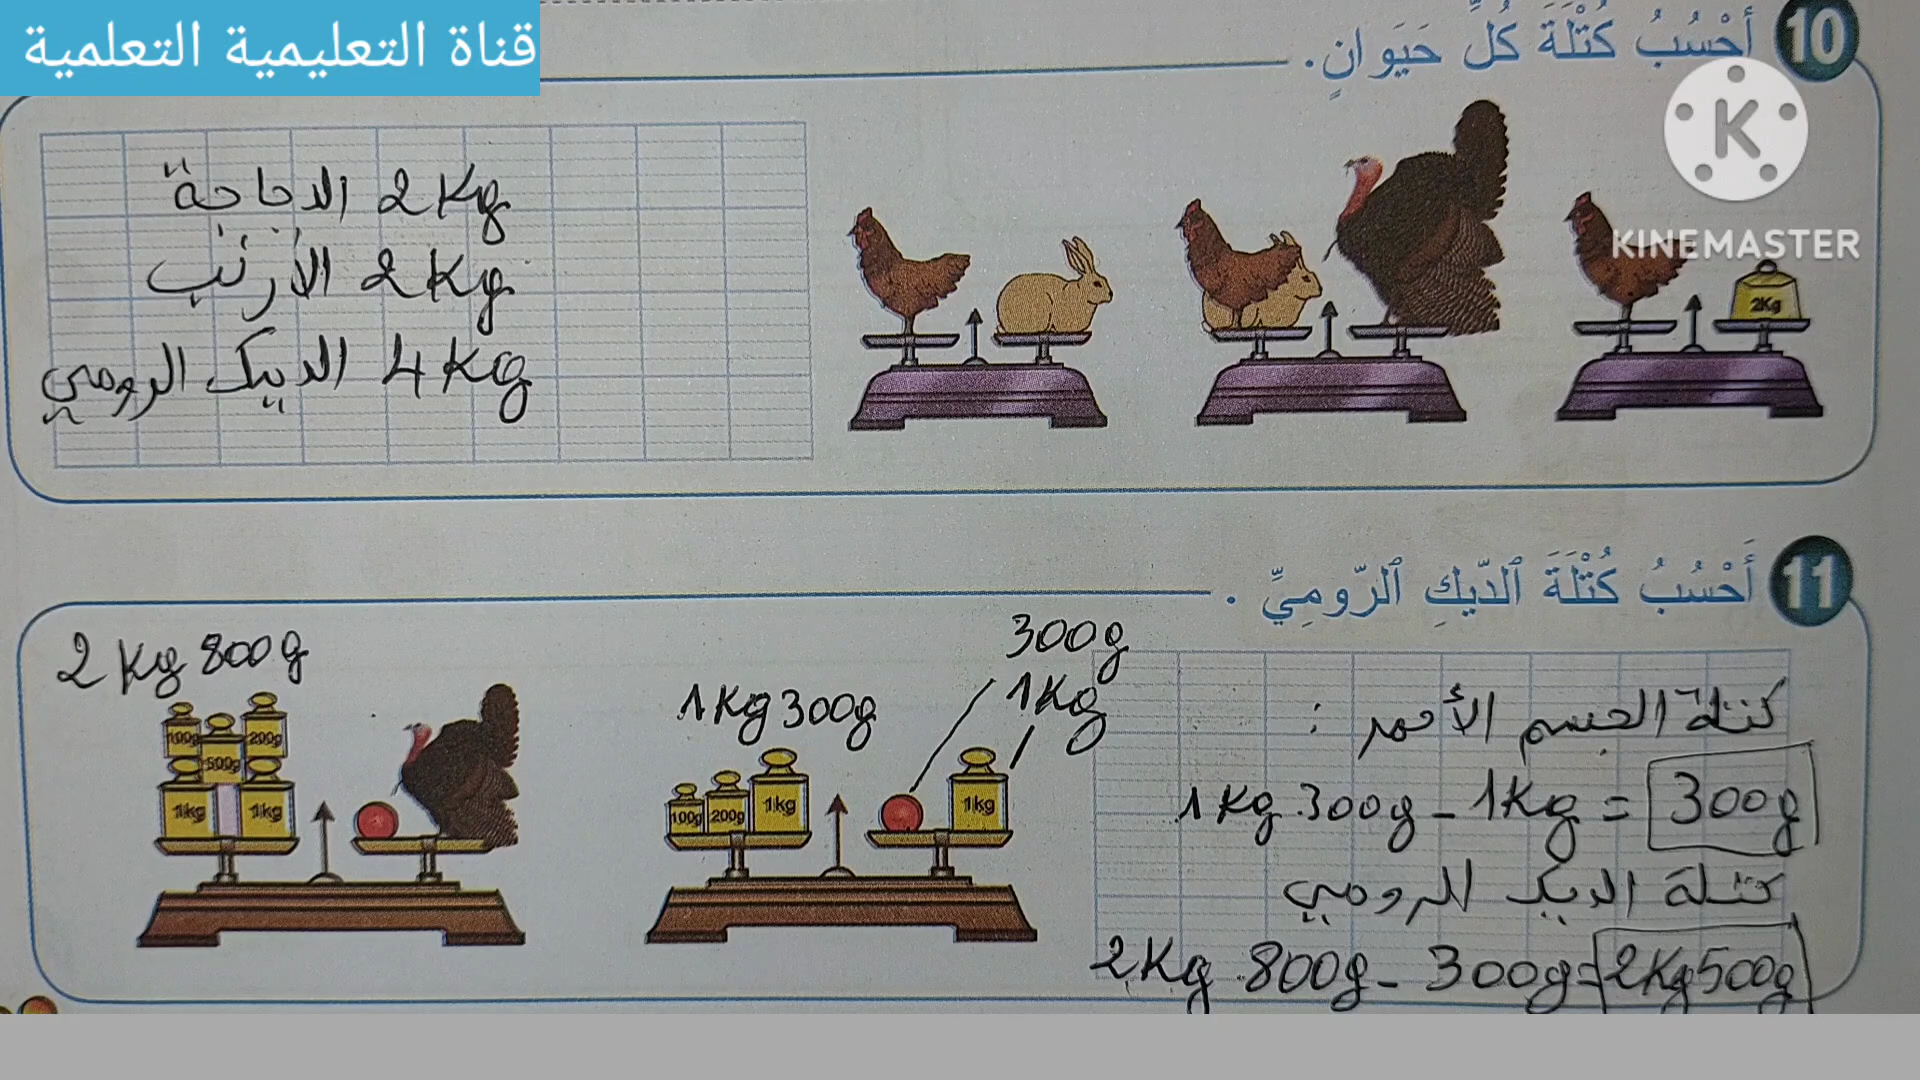 قناة التعليمية التعلمية
10 أَحْسُبُ كُتْلَةَ كُلِّ حَيَوَانٍ.
K
KINEMASTER
2Kg الدجاجة
2Kg الأرنب
4Kg الديك الرومي
2Kg
11 أَحْسُبُ كُتْلَةَ ٱلدّيكِ ٱلرّومِيِّ .
2Kg 800g
100g 200g
500g
1kg 1kg
1Kg 300g
300g
1Kg
100g 200g 1kg
1kg
كتلة الجسم الأحمر :
1Kg 300g - 1Kg = 300g
كتلة الديك الرومي
2Kg 800g - 300g = 2Kg 500g